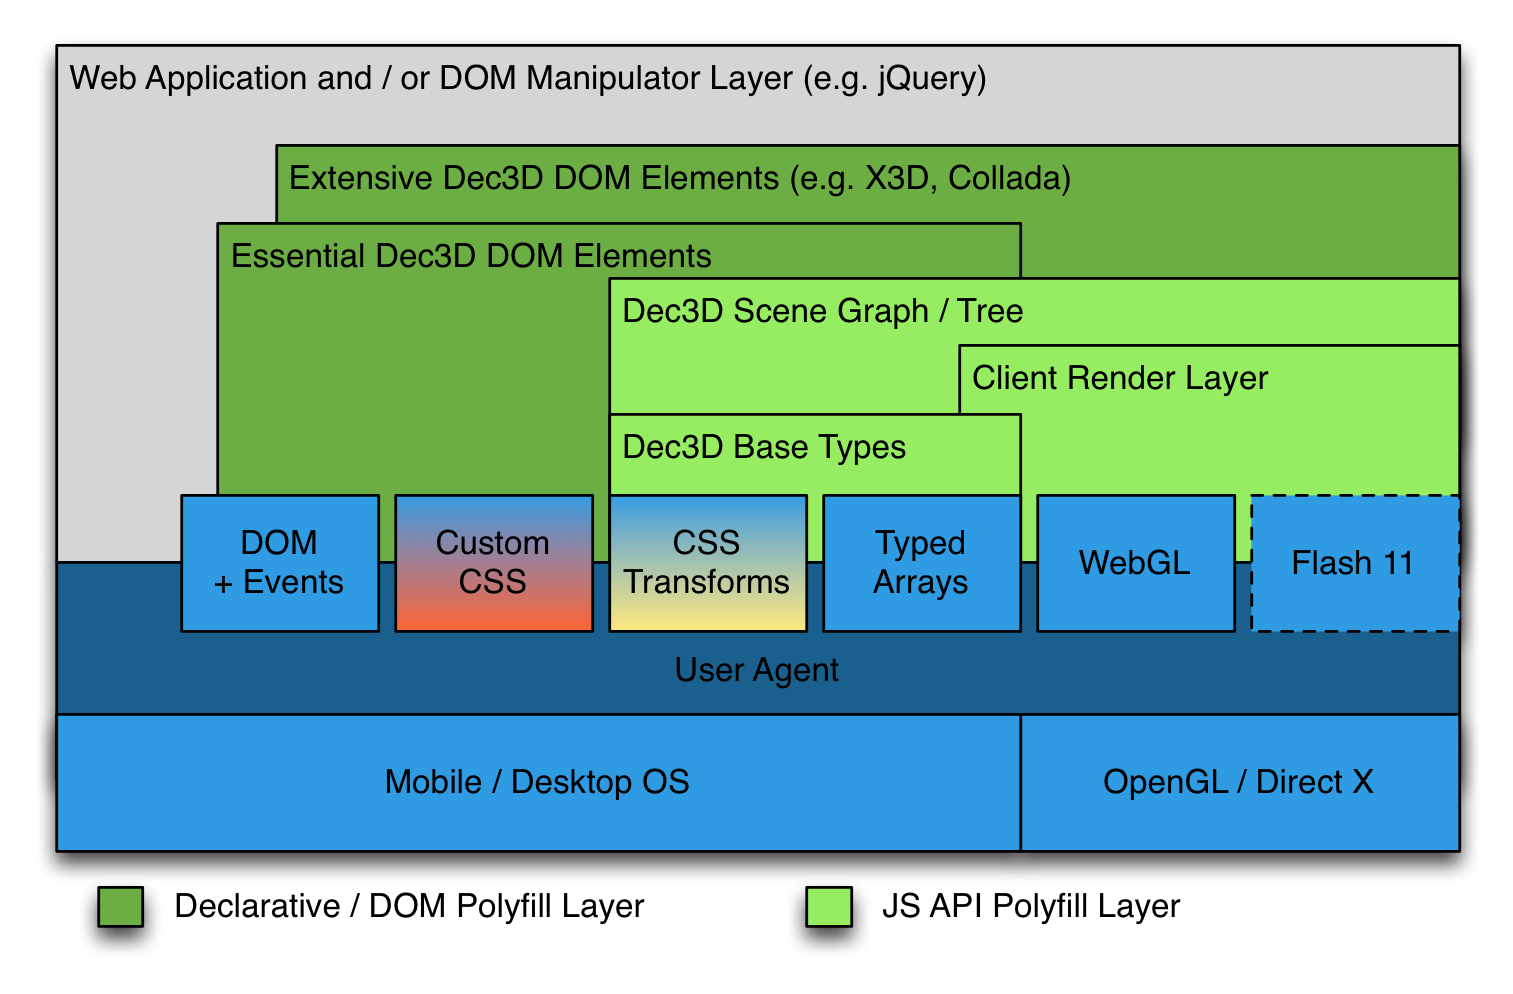 Web Application and / or DOM Manipulator Layer (e.g. jQuery)
Extensive Dec3D DOM Elements (e.g. X3D, Collada)
Essential Dec3D DOM Elements
Dec3D Scene Graph / Tree
Client Render Layer
Dec3D Base Types
DOM
+ Events
Custom
CSS
CSS
Transforms
Typed
Arrays
WebGL
Flash 11
User Agent
Mobile / Desktop OS
OpenGL / Direct X
Declarative / DOM Polyfill Layer
JS API Polyfill Layer